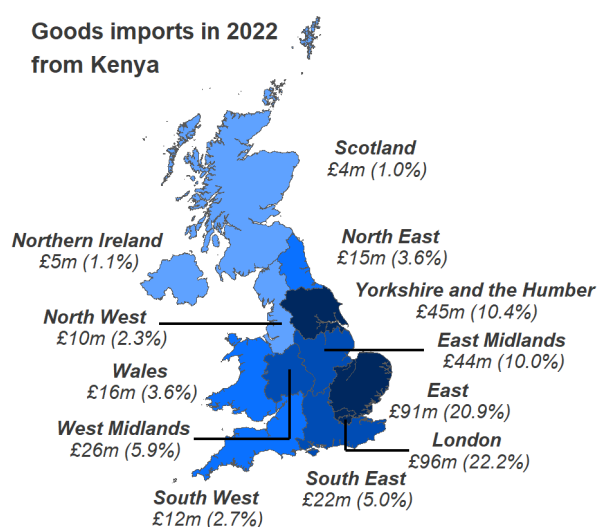 Goods imports in 2022
from Kenya
Scotland
£4m (1.0%)
Northern Ireland
£5m (1.1%)
North East
£15m (3.6%)
Yorkshire and the Humber
£45m (10.4%)
North West
£10m (2.3%)
East Midlands
£44m (10.0%)
Wales
£16m (3.6%)
East
£91m (20.9%)
West Midlands
£26m (5.9%)
London
£96m (22.2%)
South East
£22m (5.0%)
South West
£12m (2.7%)